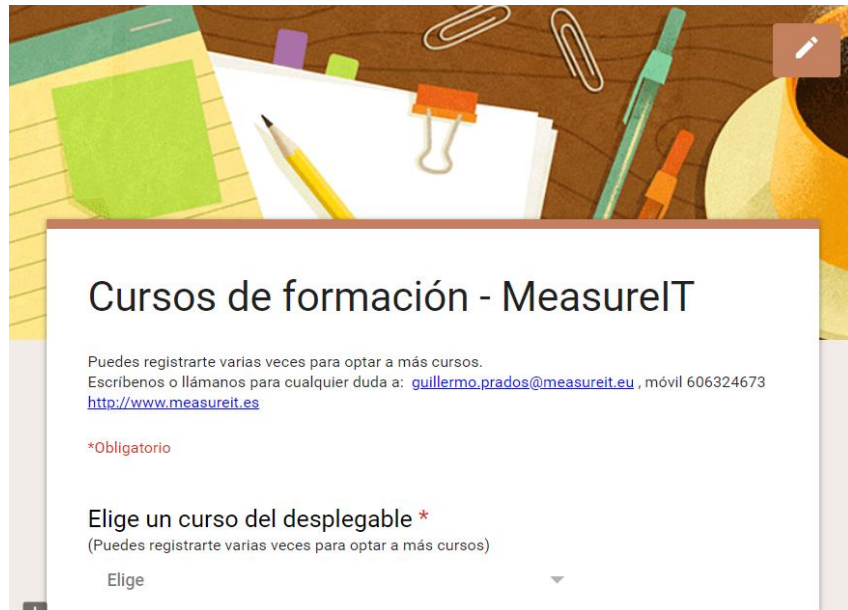 Cursos de formación - MeasureIT
Puedes registrarte varias veces para optar a más cursos.
Escríbenos o llámanos para cualquier duda a:  guillermo.prados@measureit.eu , móvil 606324673
http://www.measureit.es
*Obligatorio
Elige un curso del desplegable *
(Puedes registrarte varias veces para optar a más cursos)
Elige